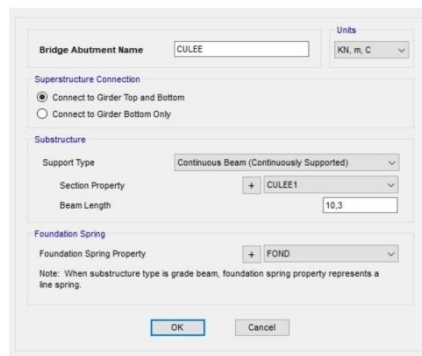 Units
Bridge Abutment Name CULEE KN, m, C
Superstructure Connection
Connect to Girder Top and Bottom
Connect to Girder Bottom Only
Substructure
Support Type Continuous Beam (Continuously Supported)
Section Property + CULEE1
Beam Length 10,3
Foundation Spring
Foundation Spring Property + FOND
Note: When substructure type is grade beam, foundation spring property represents a
line spring.
OK Cancel